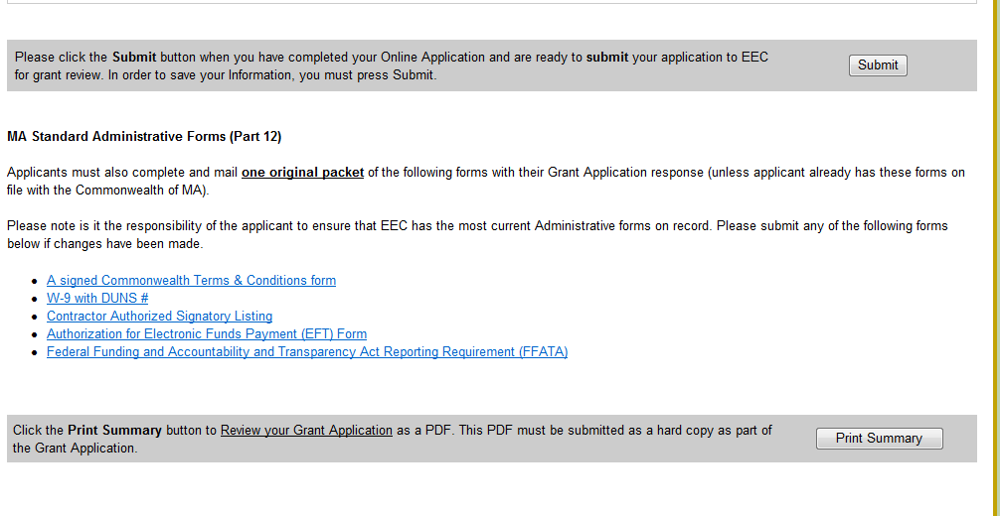 Please click the Submit button when you have completed your Online Application and are ready to submit your application to EEC
for grant review. In order to save your Information, you must press Submit.
Submit
MA Standard Administrative Forms (Part 12)
Applicants must also complete and mail one original packet of the following forms with their Grant Application response (unless applicant already has these forms on
file with the Commonwealth of MA).
Please note is it the responsibility of the applicant to ensure that EEC has the most current Administrative forms on record. Please submit any of the following forms
below if changes have been made.
• A signed Commonwealth Terms & Conditions form
• W-9 with DUNS #
• Contractor Authorized Signatory Listing
• Authorization for Electronic Funds Payment (EFT) Form
• Federal Funding and Accountability and Transparency Act Reporting Requirement (FFATA)
Click the Print Summary button to Review your Grant Application as a PDF. This PDF must be submitted as a hard copy as part of
the Grant Application.
Print Summary